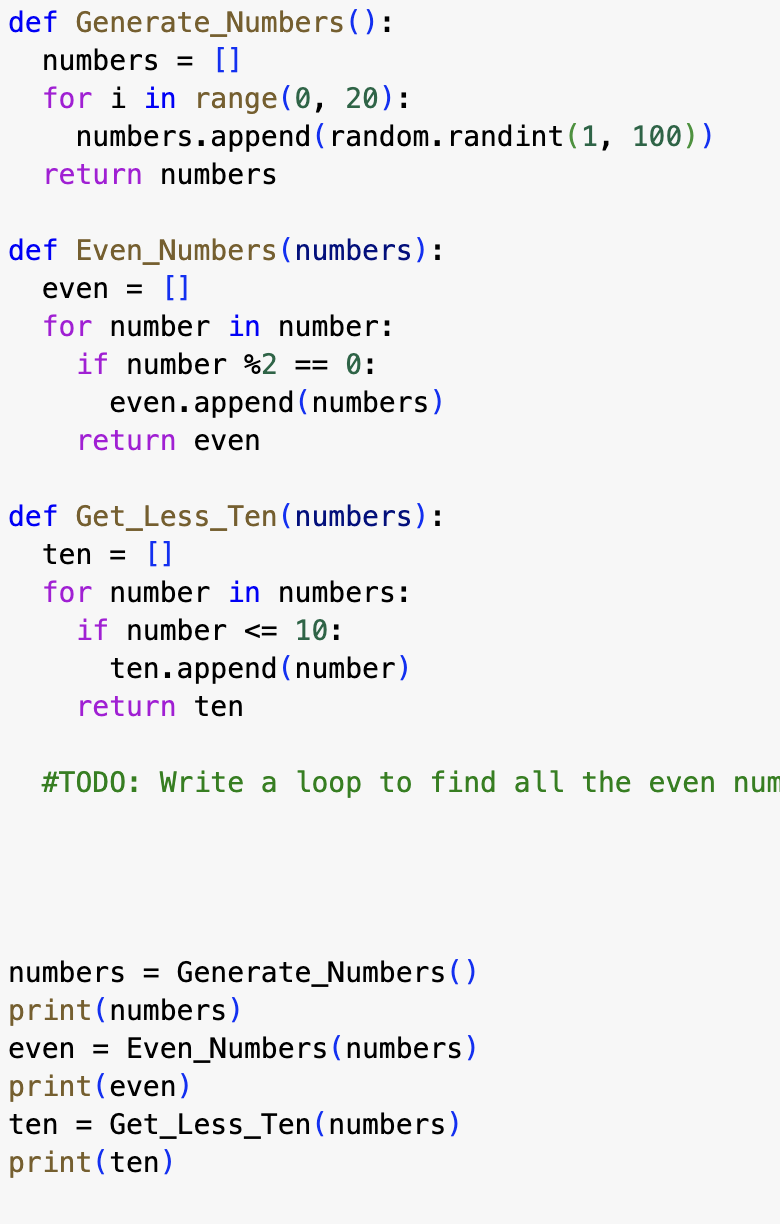 def Generate_Numbers():
  numbers = []
  for i in range(0, 20):
    numbers.append(random.randint(1, 100))
  return numbers

def Even_Numbers(numbers):
  even = []
  for number in number:
    if number %2 == 0:
      even.append(numbers)
    return even

def Get_Less_Ten(numbers):
  ten = []
  for number in numbers:
    if number <= 10:
      ten.append(number)
    return ten

  #TODO: Write a loop to find all the even num

numbers = Generate_Numbers()
print(numbers)
even = Even_Numbers(numbers)
print(even)
ten = Get_Less_Ten(numbers)
print(ten)